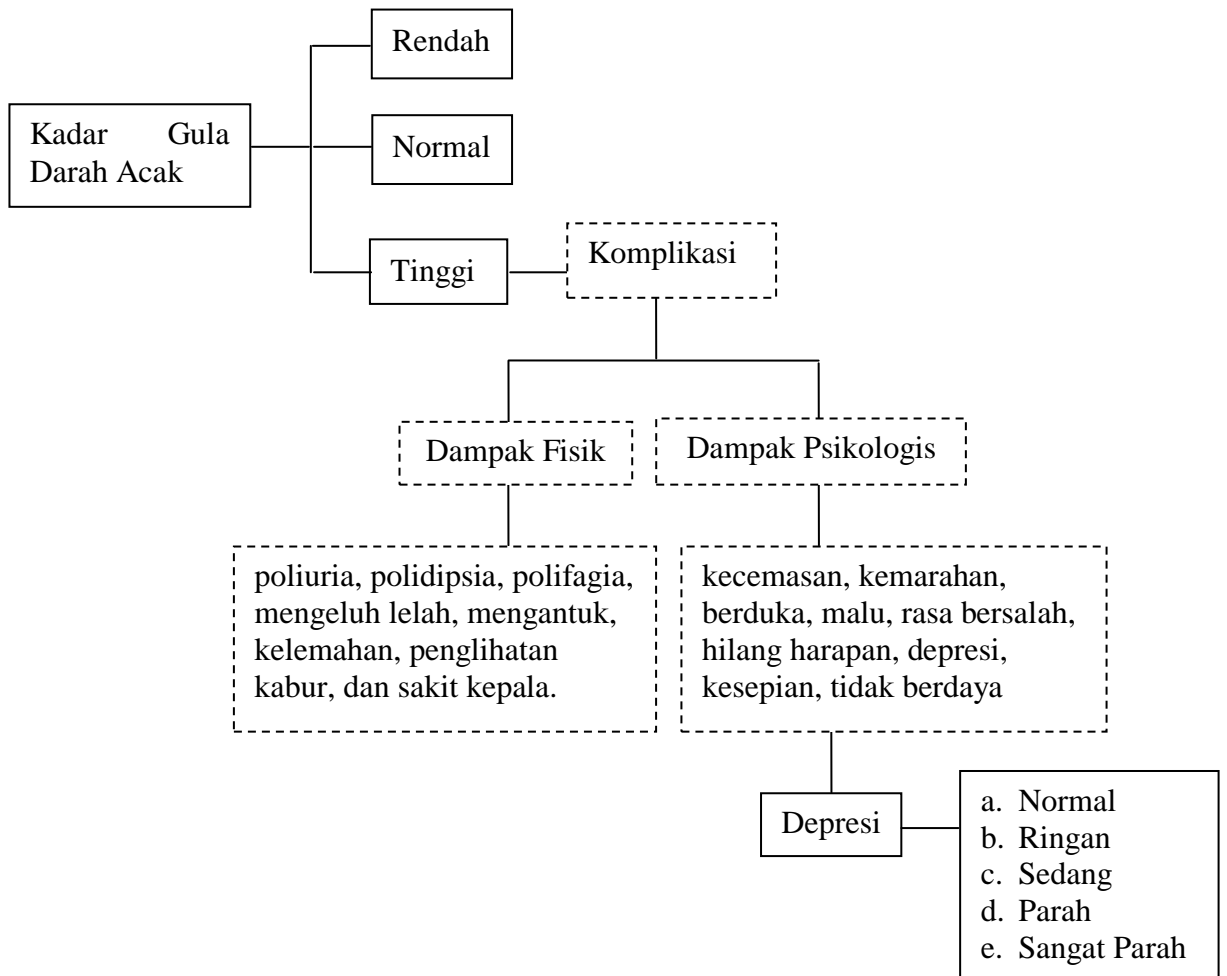 Rendah
Kadar Gula
Darah Acak
Normal
Tinggi
Komplikasi
Dampak Fisik
Dampak Psikologis
poliuria, polidipsia, polifagia,
mengeluh lelah, mengantuk,
kelemahan, penglihatan
kabur, dan sakit kepala.
kecemasan, kemarahan,
berduka, malu, rasa bersalah,
hilang harapan, depresi,
kesepian, tidak berdaya
Depresi
a. Normal
b. Ringan
c. Sedang
d. Parah
e. Sangat Parah